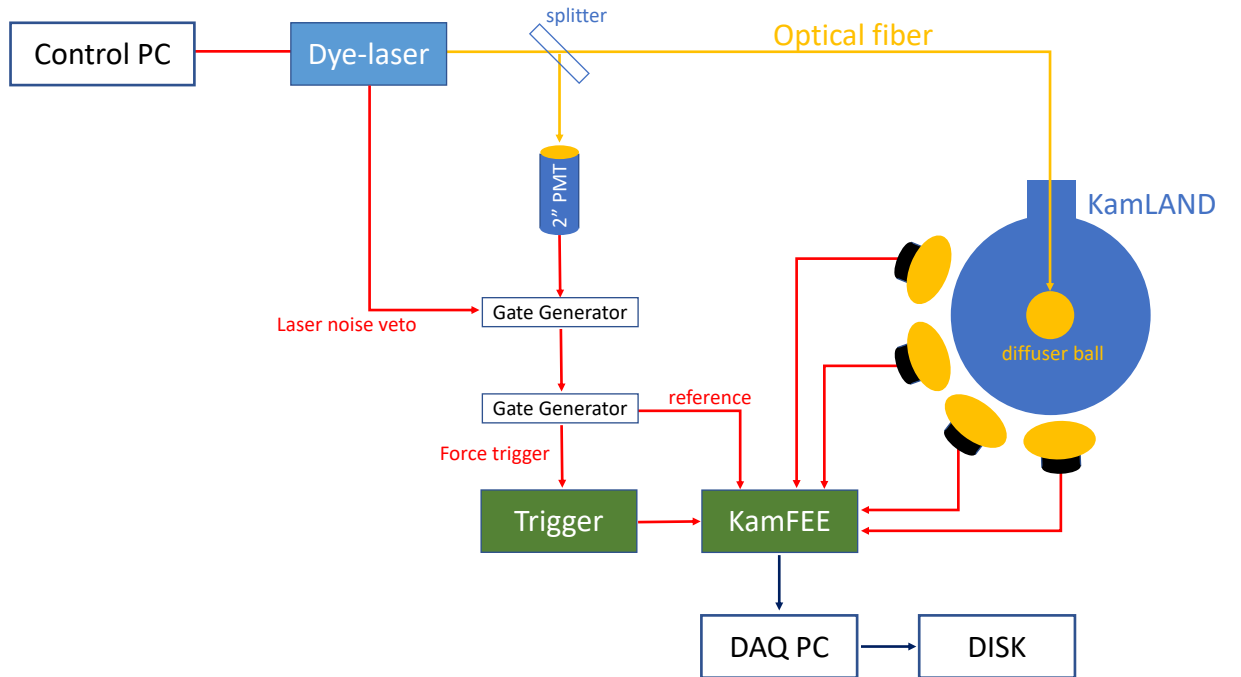 splitter
Control PC
Dye-laser
Optical fiber
2” PMT
KamLAND
Gate Generator
Laser noise veto
diffuser ball
reference
Gate Generator
Force trigger
Trigger
KamFEE
DAQ PC
DISK